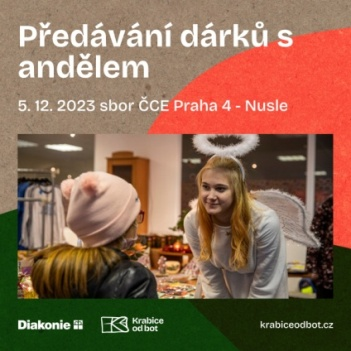 Předávání dárků s
andělem
5. 12. 2023 sbor ČCE Praha 4 - Nusle
Diakonie
Krabice
od bot
krabiceodbot.cz